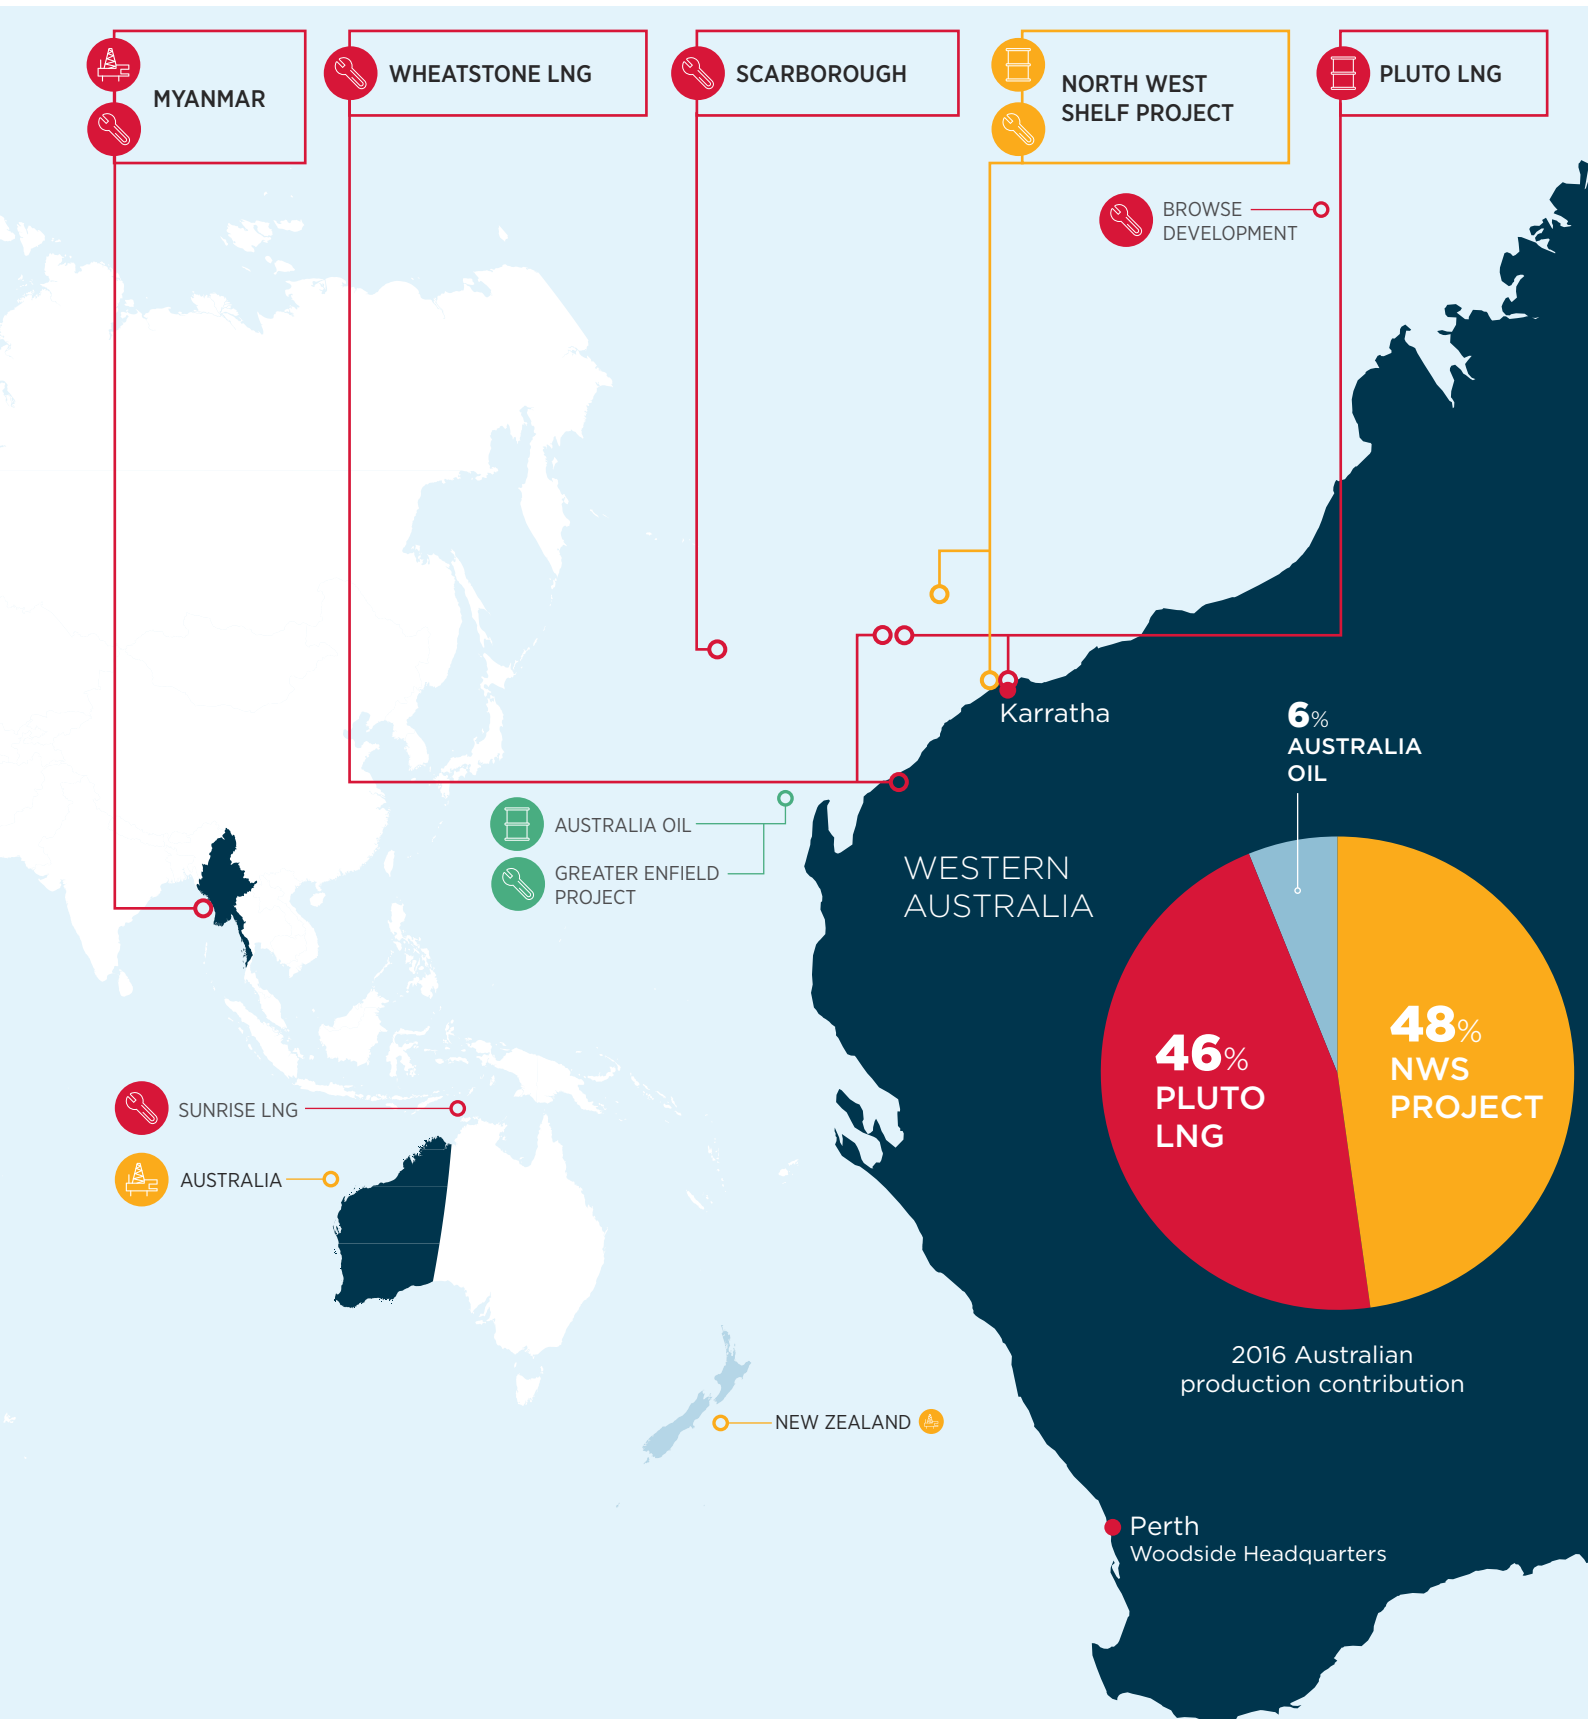 MYANMAR
WHEATSTONE LNG
SCARBOROUGH
NORTH WEST
SHELF PROJECT
PLUTO LNG
BROWSE
DEVELOPMENT
Karratha
6%
AUSTRALIA
OIL
AUSTRALIA OIL
GREATER ENFIELD
PROJECT
WESTERN
AUSTRALIA
48%
NWS
PROJECT
46%
PLUTO
LNG
SUNRISE LNG
AUSTRALIA
2016 Australian
production contribution
NEW ZEALAND
Perth
Woodside Headquarters